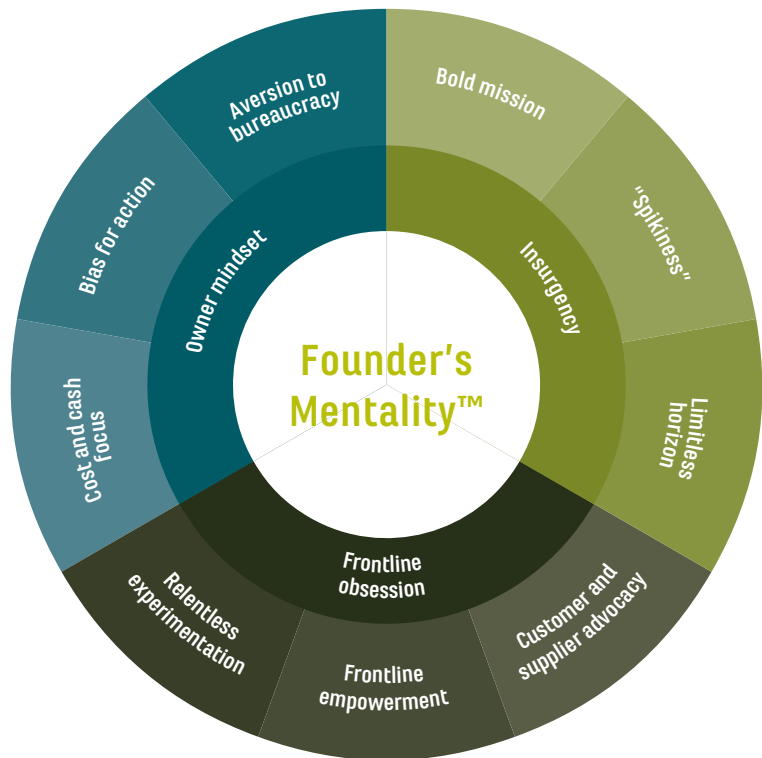 Founder’s
Mentality™
Insurgency
Bold mission
“Spikiness”
Limitless
horizon
Frontline
obsession
Customer and
supplier advocacy
Frontline
empowerment
Relentless
experimentation
Owner mindset
Cost and cash
focus
Bias for action
Aversion to
bureaucracy